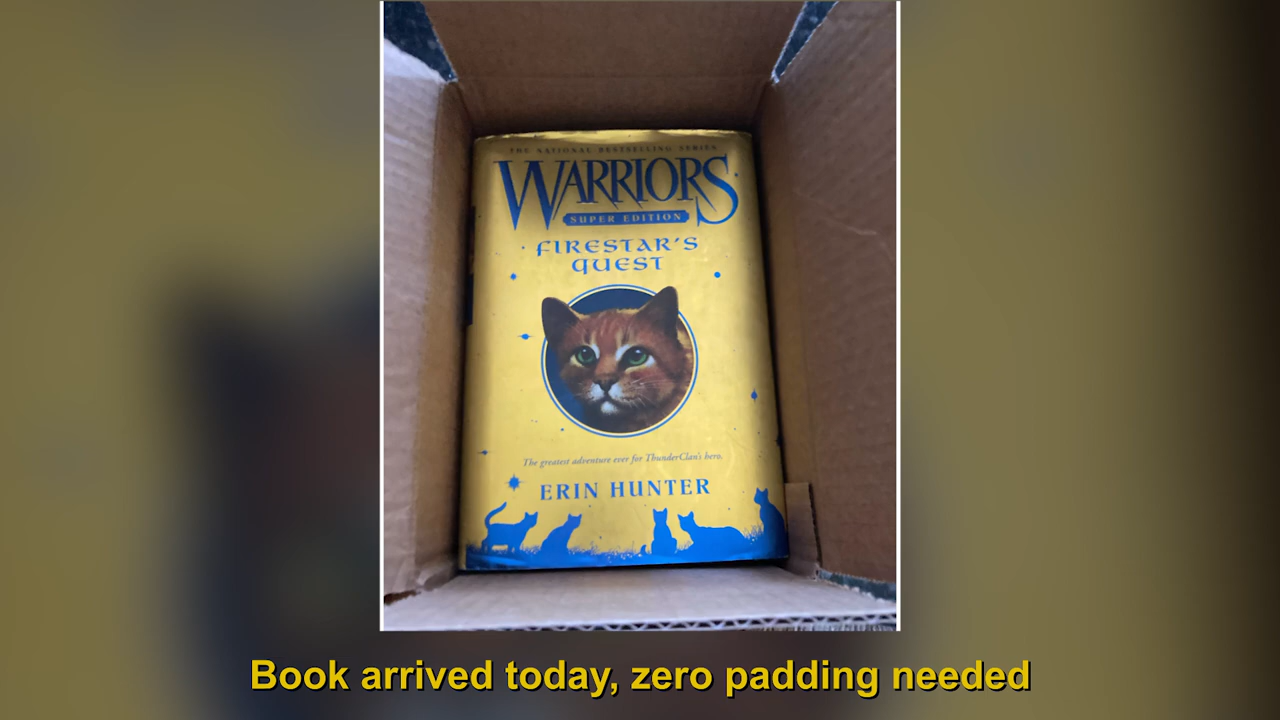 THE NATIONAL BESTSELLING SERIES
WARRIORS
SUPER EDITION
FIRESTAR'S
QUEST
The greatest adventure ever for ThunderClan's hero.
ERIN HUNTER
Book arrived today, zero padding needed